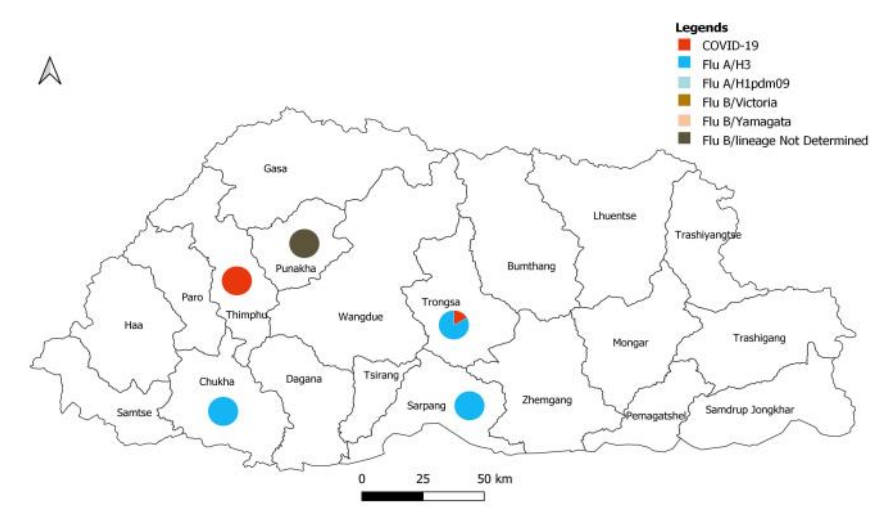 Legends
COVID-19
Flu A/H3
Flu A/H1pdm09
Flu B/Victoria
Flu B/Yamagata
Flu B/lineage Not Determined
Gasa
Lhuentse
Trashiyangtse
Punakha
Bumthang
Paro
Thimphu
Trongsa
Wangdue
Haa
Mongar
Trashigang
Chukha
Dagana
Tsirang
Zhemgang
Sarpang
Samtse
Pemagatshel
Samdrup Jongkhar
0 25 50 km